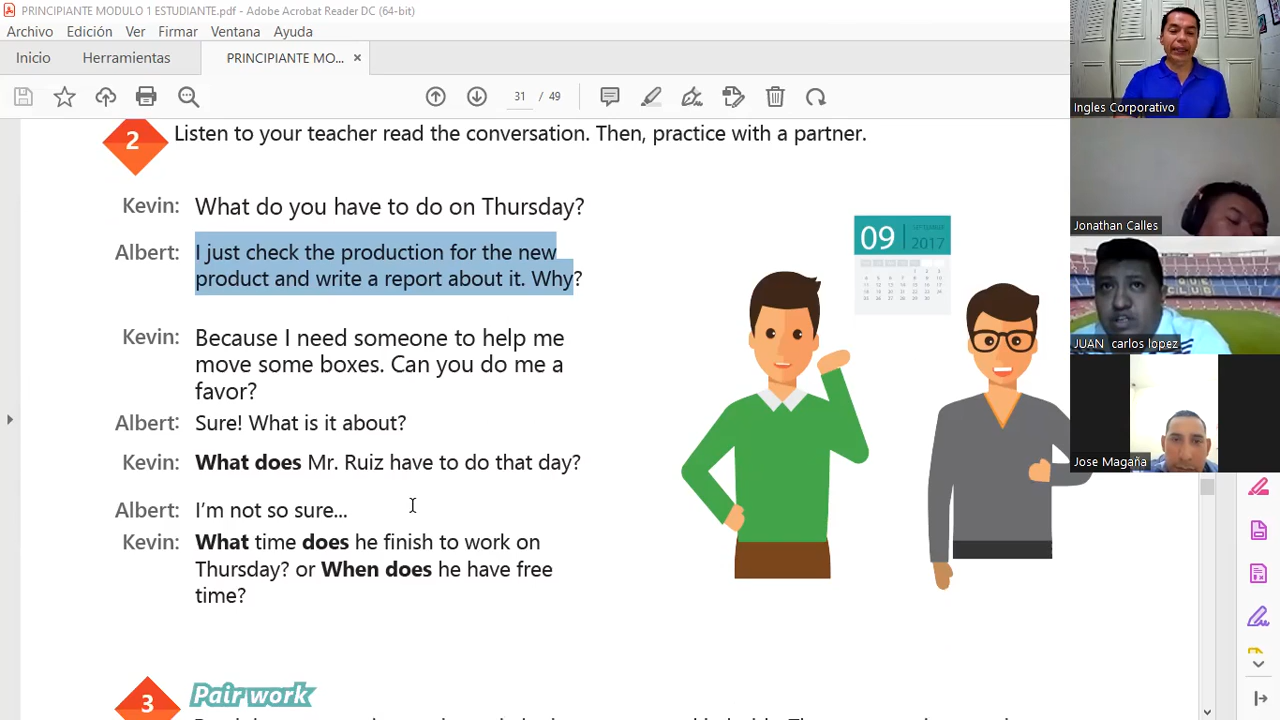 PRINCIPIANTE MODULO 1 ESTUDIANTE.pdf - Adobe Acrobat Reader DC (64-bit)
Archivo Edición Ver Firmar Ventana Ayuda
Inicio Herramientas PRINCIPIANTE MO... ×
31 / 49
2 Listen to your teacher read the conversation. Then, practice with a partner.
Kevin: What do you have to do on Thursday?
Albert: I just check the production for the new
product and write a report about it. Why?
Kevin: Because I need someone to help me
move some boxes. Can you do me a
favor?
Albert: Sure! What is it about?
Kevin: What does Mr. Ruiz have to do that day?
Albert: I'm not so sure...
Kevin: What time does he finish to work on
Thursday? or When does he have free
time?
09 SEPTEMBER
2017
3 Pair work
Ingles Corporativo
Jonathan Calles
QUE UN CLUB
JUAN carlos lopez
Jose Magaña